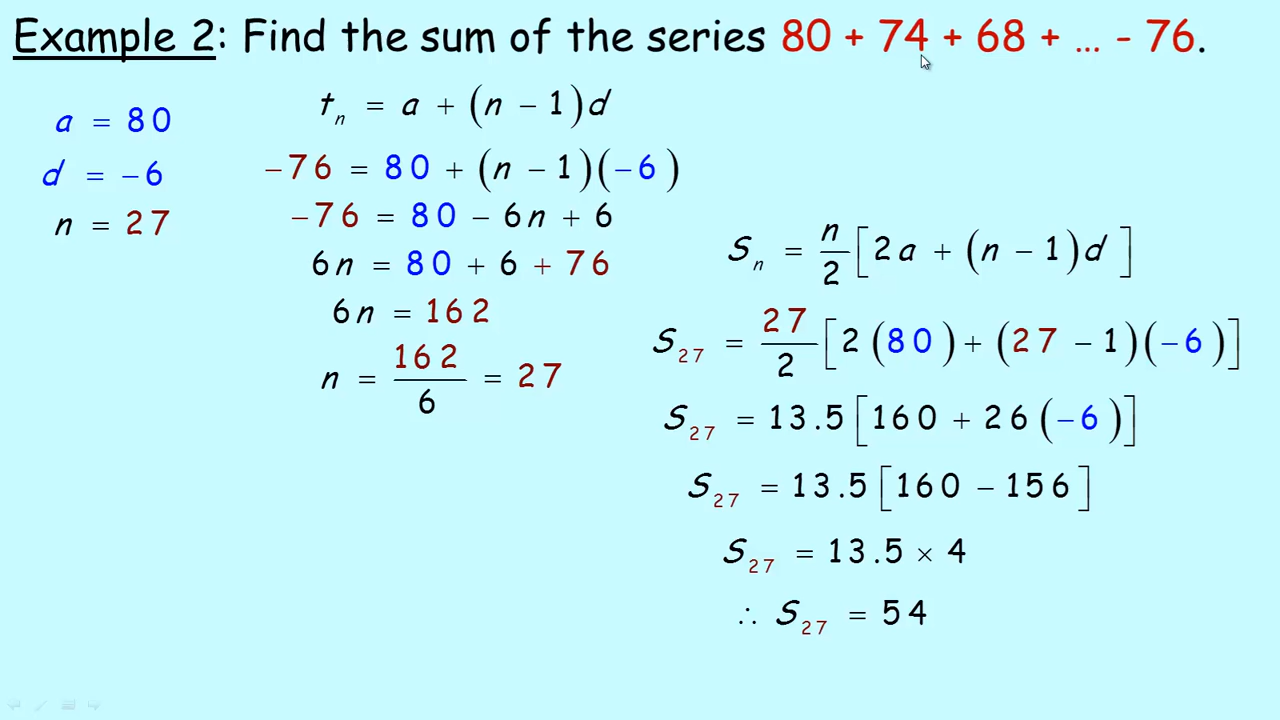 Example 2: Find the sum of the series 80 + 74 + 68 + ... - 76.
a = 80
d = −6
n = 27
tₙ = a + (n − 1)d
−76 = 80 + (n − 1)(−6)
−76 = 80 − 6n + 6
6n = 80 + 6 + 76
6n = 162
n = 162/6 = 27
Sₙ = n/2 [2a + (n − 1)d]
S₂₇ = 27/2 [2(80) + (27 − 1)(−6)]
S₂₇ = 13.5[160 + 26(−6)]
S₂₇ = 13.5[160 − 156]
S₂₇ = 13.5 × 4
∴ S₂₇ = 54